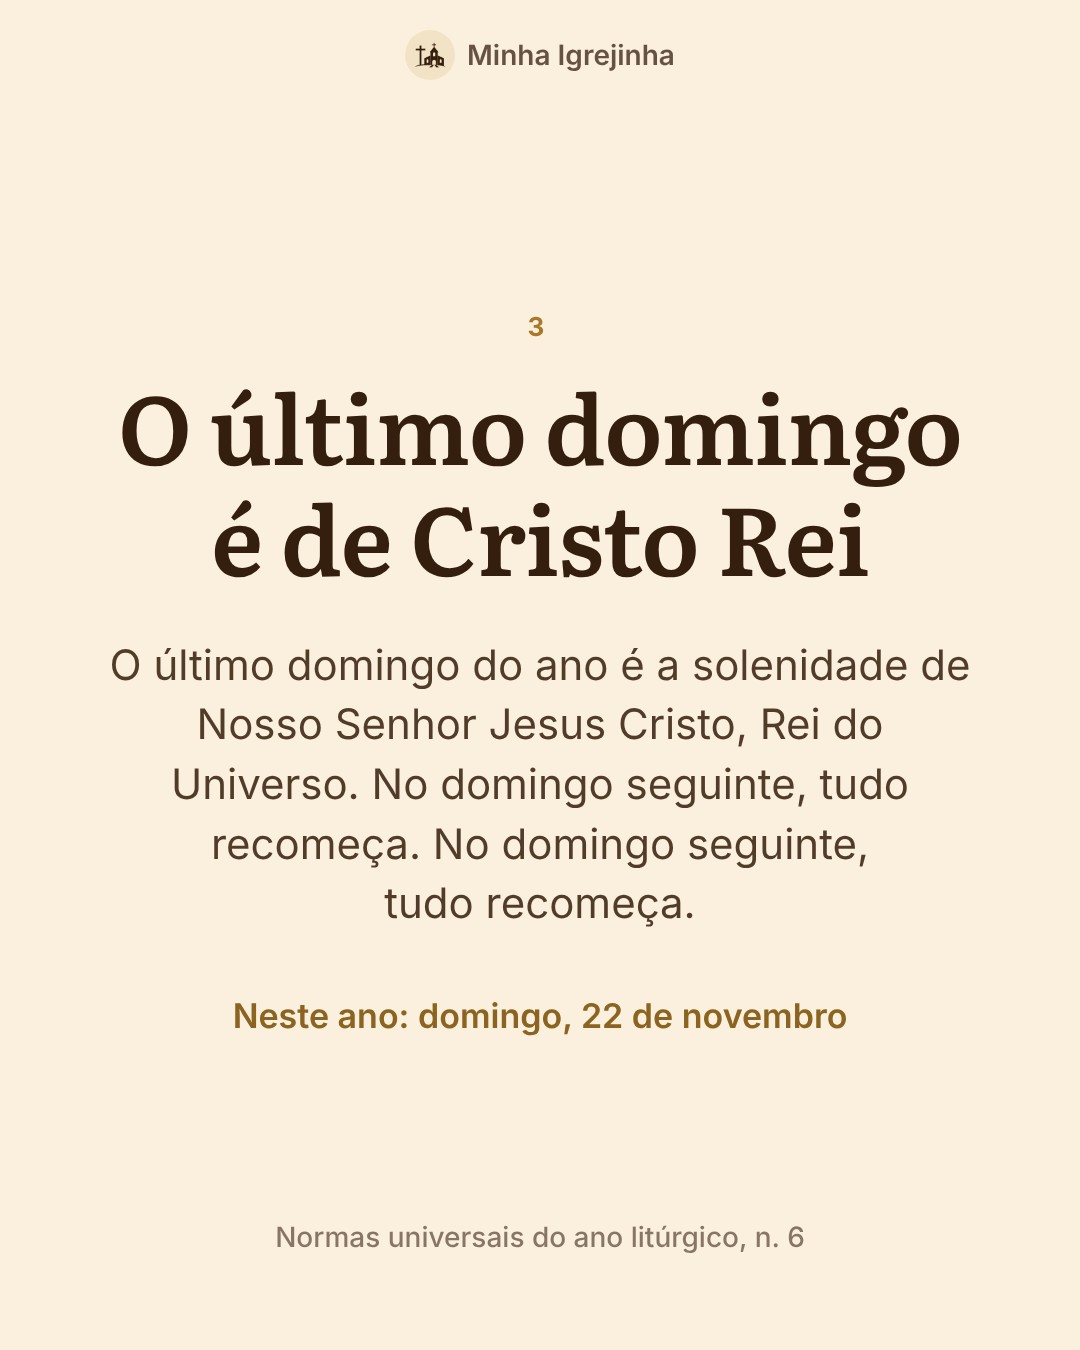 Minha Igrejinha
3
O último domingo
é de Cristo Rei
O último domingo do ano é a solenidade de
Nosso Senhor Jesus Cristo, Rei do
Universo. No domingo seguinte, tudo
recomeça. No domingo seguinte,
tudo recomeça.
Neste ano: domingo, 22 de novembro
Normas universais do ano litúrgico, n. 6